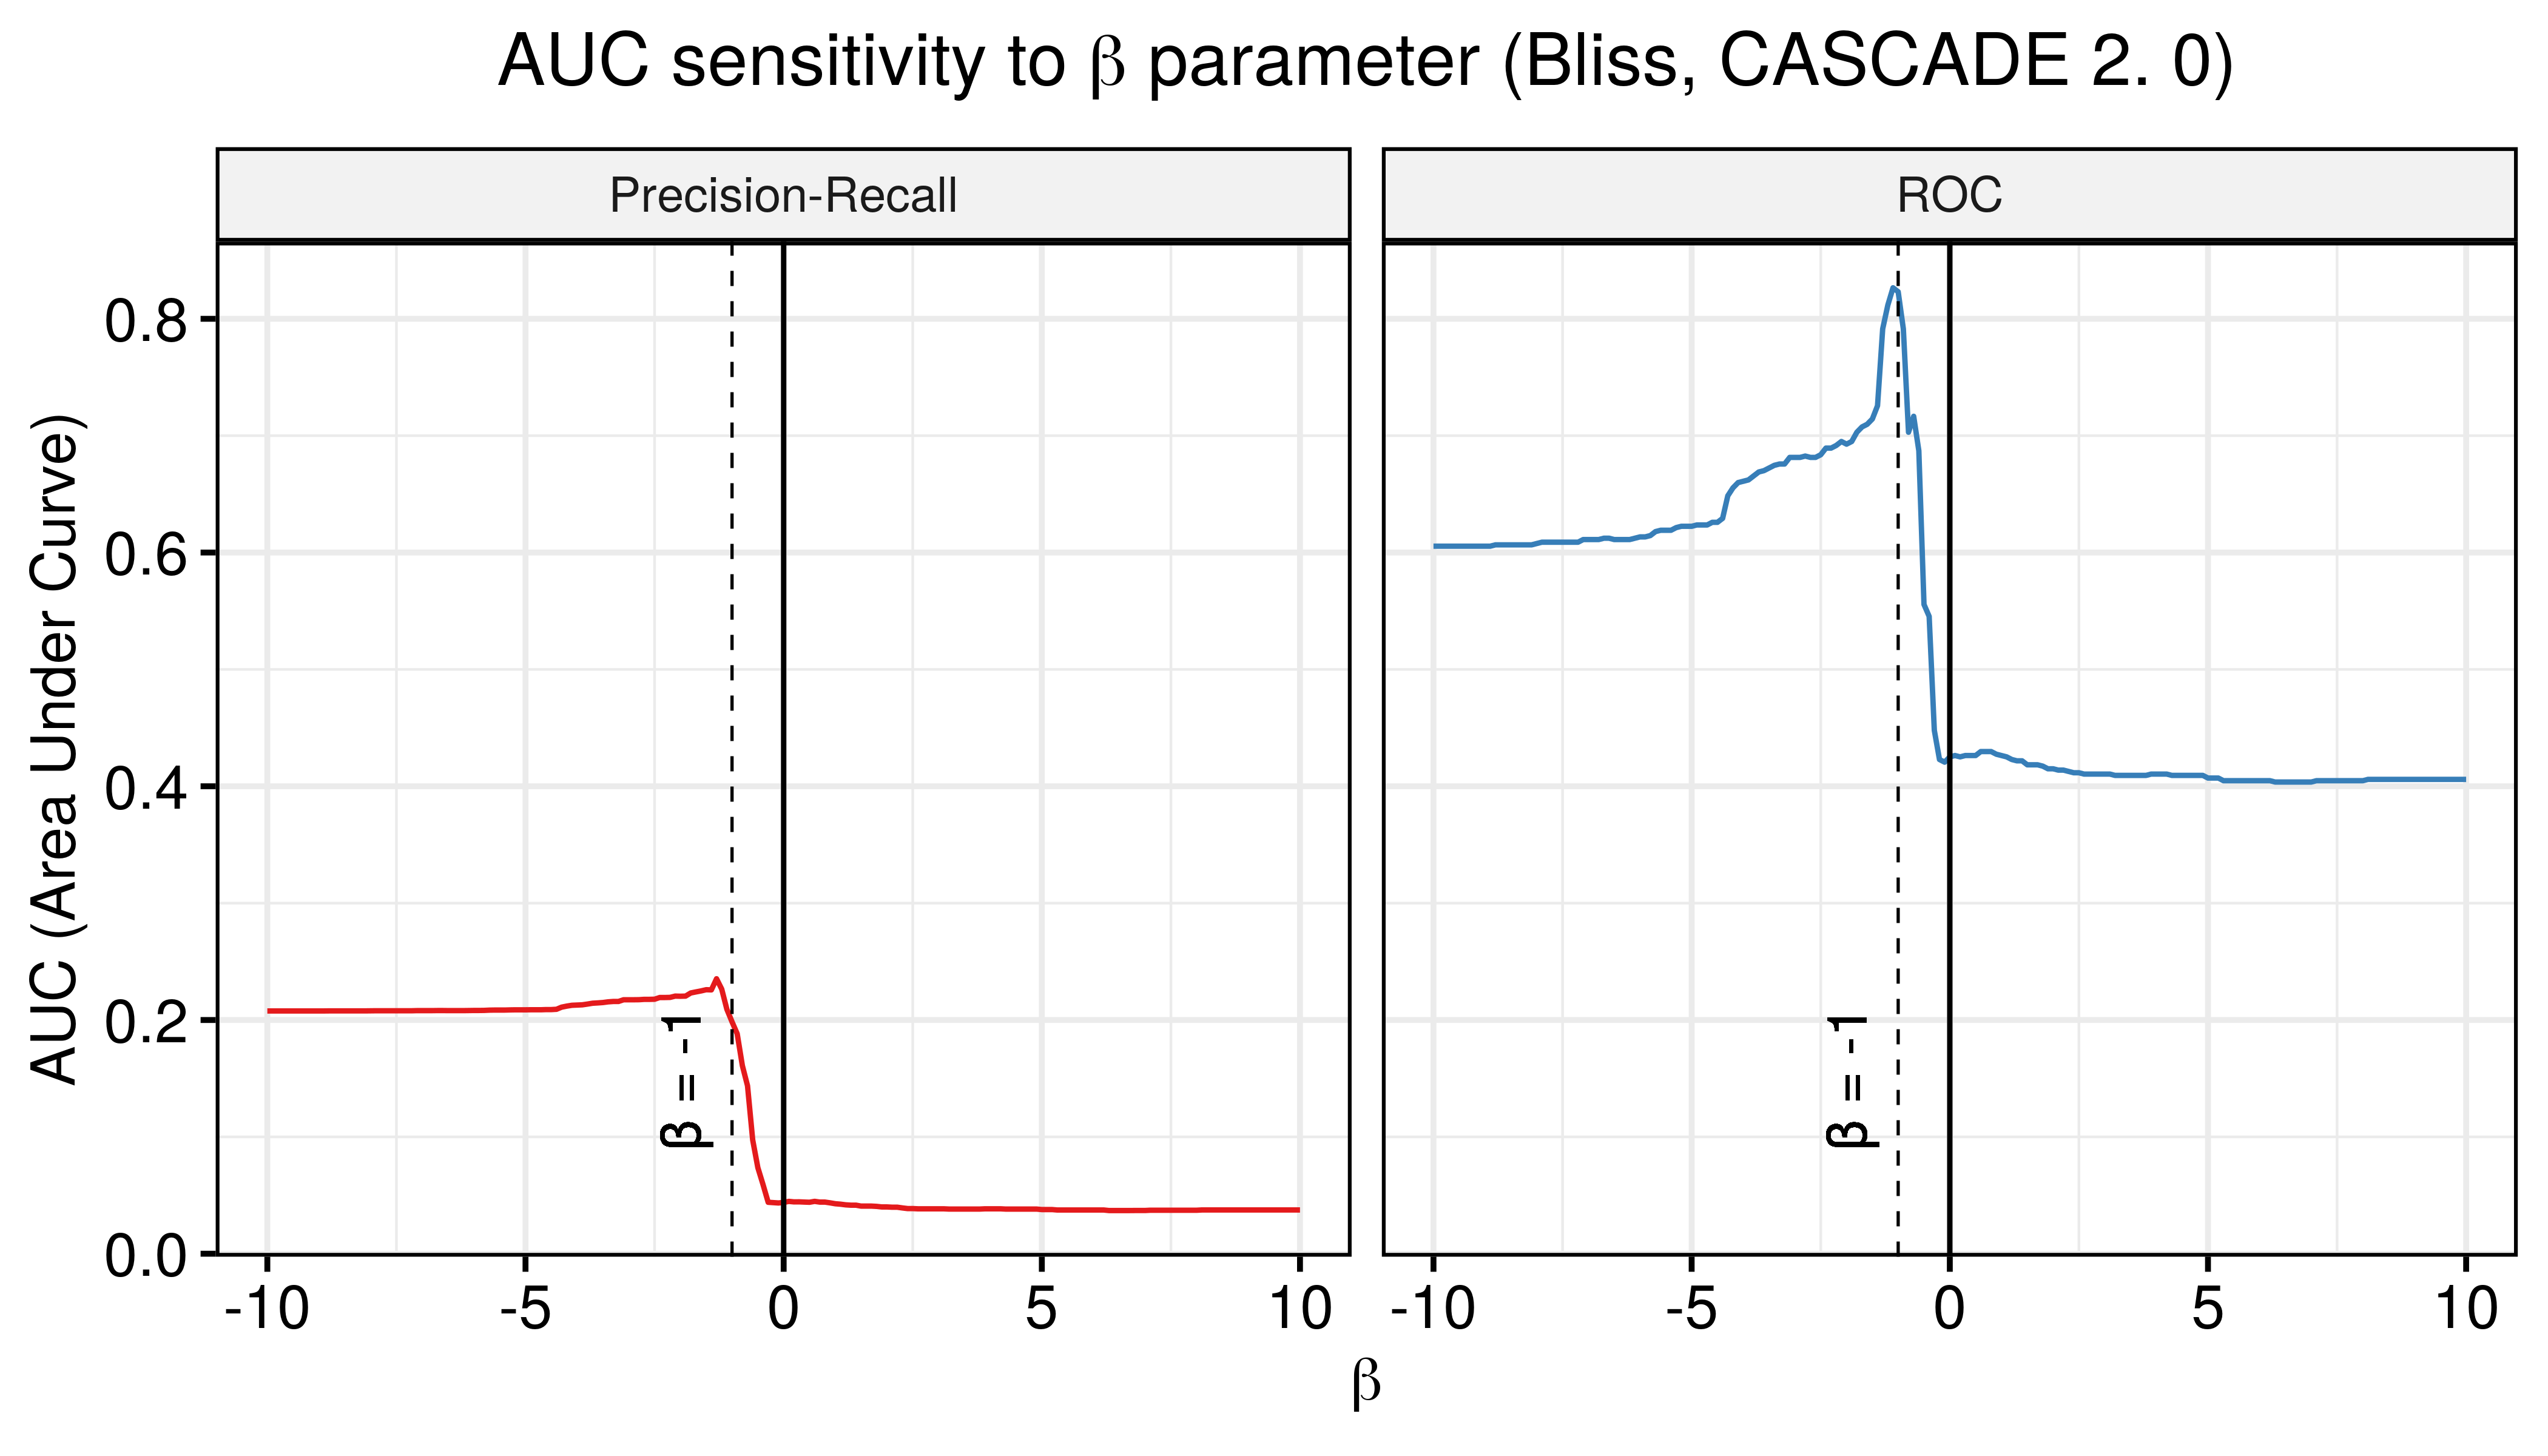 AUC sensitivity to β parameter (Bliss, CASCADE 2. 0)
Precision-Recall
ROC
AUC (Area Under Curve)
0.8
0.6
0.4
0.2
0.0
β = -1
β = -1
-10 -5 0 5 10
-10 -5 0 5 10
β